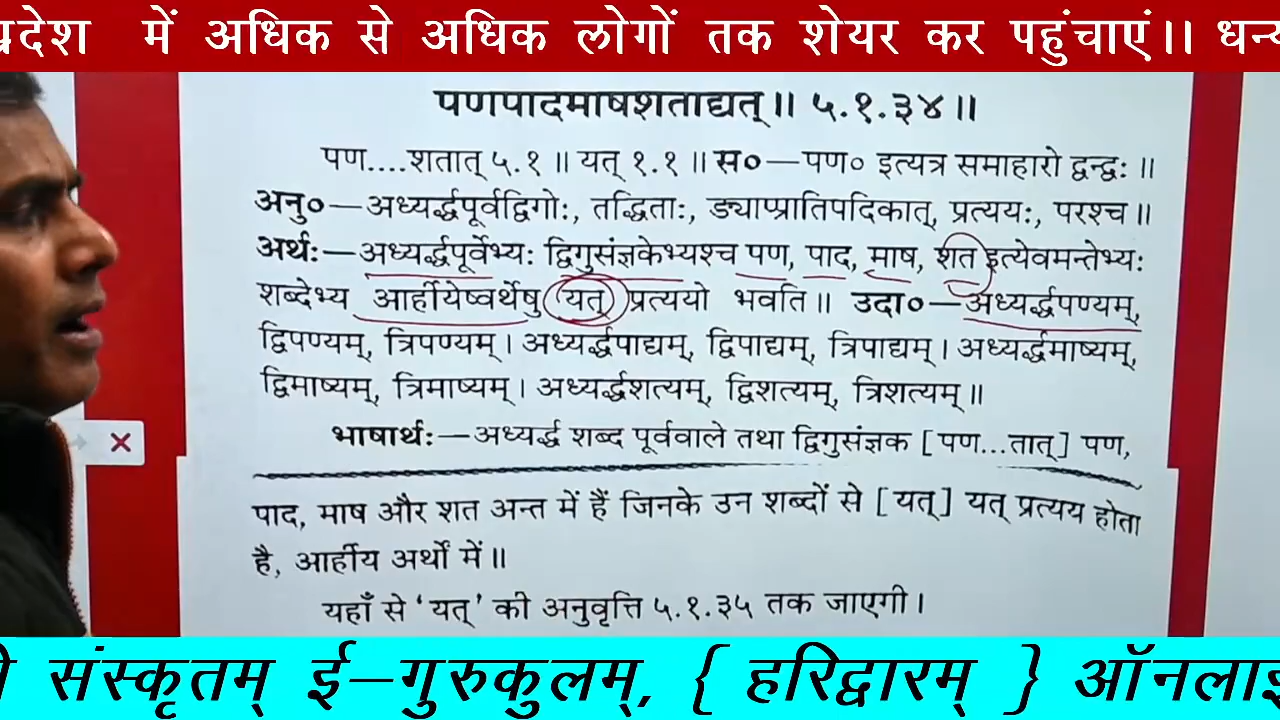 में अधिक से अधिक लोगों तक शेयर कर पहुंचाएं।।
पणपादमाषशताद्यत्॥ ५.१.३४॥
पण....शतात् ५.१ ॥ यत् १.१ ॥ स०—पण० इत्यत्र समाहारो द्वन्द्वः ॥
अनु०—अध्यर्द्धपूर्वद्विगोः, तद्धिताः, ड्याप्प्रातिपदिकात्, प्रत्ययः, परश्च॥
अर्थः—अध्यर्द्धपूर्वेभ्यः द्विगुसंज्ञकेभ्यश्च पण, पाद, माष, शत इत्येवमन्तेभ्यः
शब्देभ्य आर्हीयेष्वर्थेषु 'यत्' प्रत्ययो भवति॥ उदा०—अध्यर्द्धपण्यम्,
द्विपण्यम्, त्रिपण्यम्। अध्यर्द्धपाद्यम्, द्विपाद्यम्, त्रिपाद्यम्। अध्यर्द्धमाष्यम्,
द्विमाष्यम्, त्रिमाष्यम्। अध्यर्द्धशत्यम्, द्विशत्यम्, त्रिशत्यम्॥
भाषार्थः—अध्यर्द्ध शब्द पूर्ववाले तथा द्विगुसंज्ञक [पण...तात्] पण,
पाद, माष और शत अन्त में हैं जिनके उन शब्दों से [यत्] यत् प्रत्यय होता
है, आर्हीय अर्थों में॥
यहाँ से 'यत्' की अनुवृत्ति ५.१.३५ तक जाएगी।
संस्कृतम् ई-गुरुकुलम्, { हरिद्वारम् }